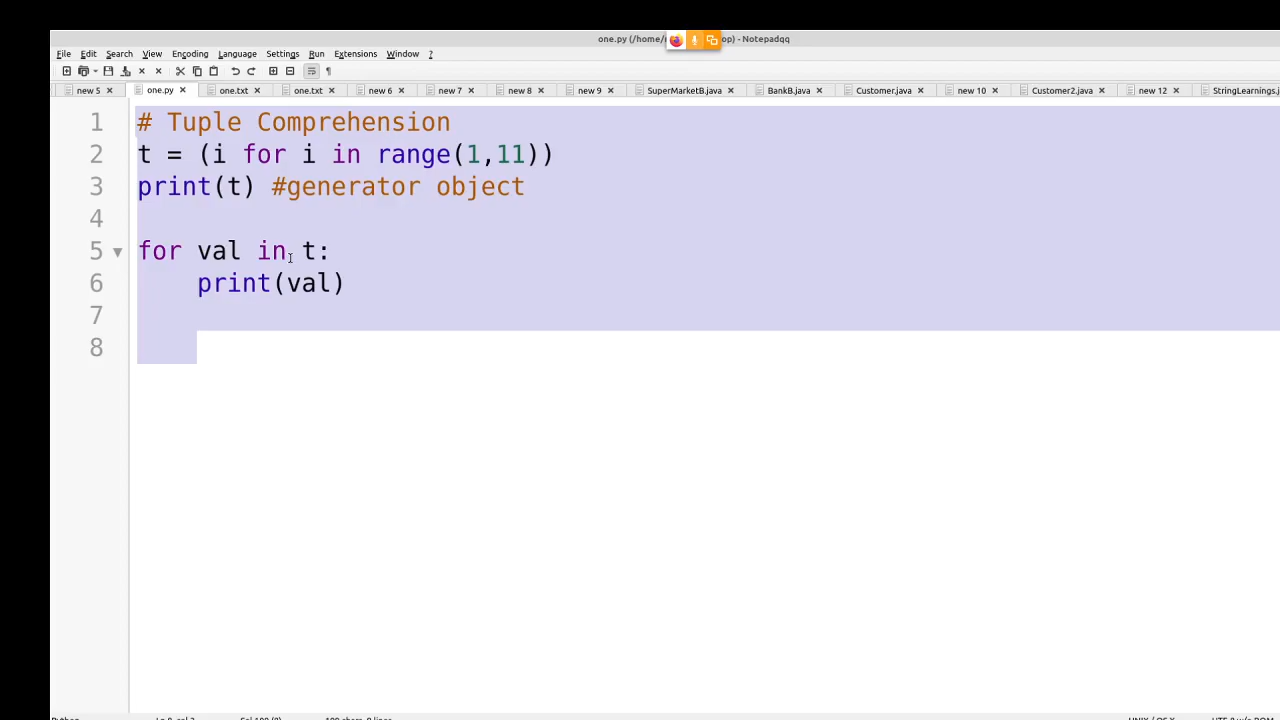 one.py (/home/ op) - Notepadqq
File Edit Search View Encoding Language Settings Run Extensions Window ?
new 5 one.py one.txt one.txt new 6 new 7 new 8 new 9 SuperMarketB.java BankB.java Customer.java new 10 Customer2.java new 12 StringLearnings.j
1 # Tuple Comprehension
2 t = (i for i in range(1,11))
3 print(t) #generator object
4
5 for val in t:
6 print(val)
7
8